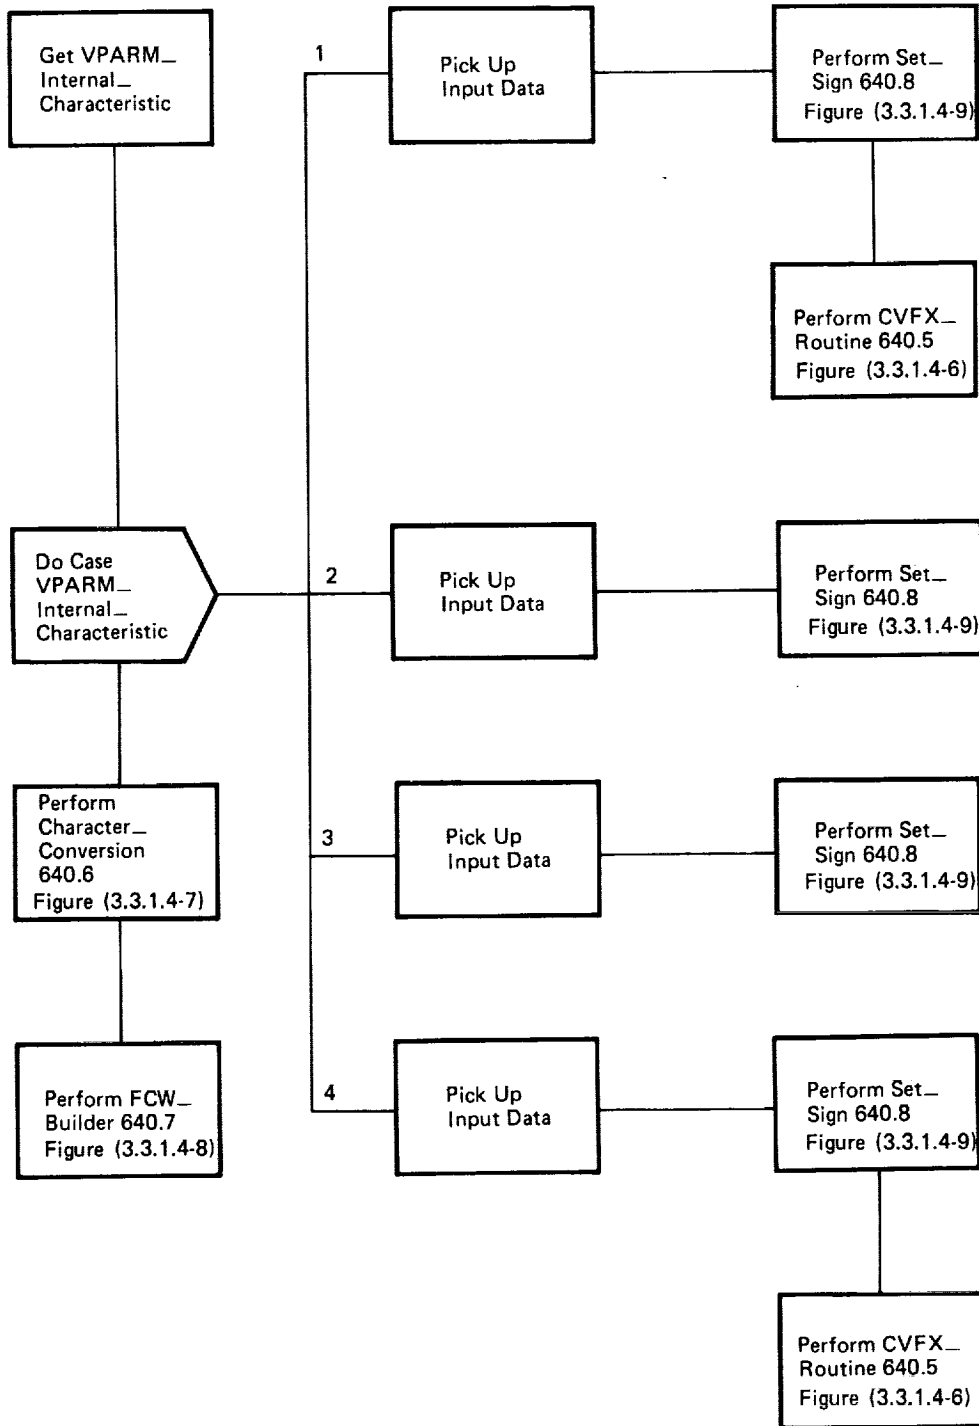 Get VPARM_
Internal_
Characteristic
1
Pick Up
Input Data
Perform Set_
Sign 640.8
Figure (3.3.1.4-9)
Perform CVFX_
Routine 640.5
Figure (3.3.1.4-6)
Do Case
VPARM_
Internal_
Characteristic
2
Pick Up
Input Data
Perform Set_
Sign 640.8
Figure (3.3.1.4-9)
Perform
Character_
Conversion
640.6
Figure (3.3.1.4-7)
3
Pick Up
Input Data
Perform Set_
Sign 640.8
Figure (3.3.1.4-9)
Perform FCW_
Builder 640.7
Figure (3.3.1.4-8)
4
Pick Up
Input Data
Perform Set_
Sign 640.8
Figure (3.3.1.4-9)
Perform CVFX_
Routine 640.5
Figure (3.3.1.4-6)